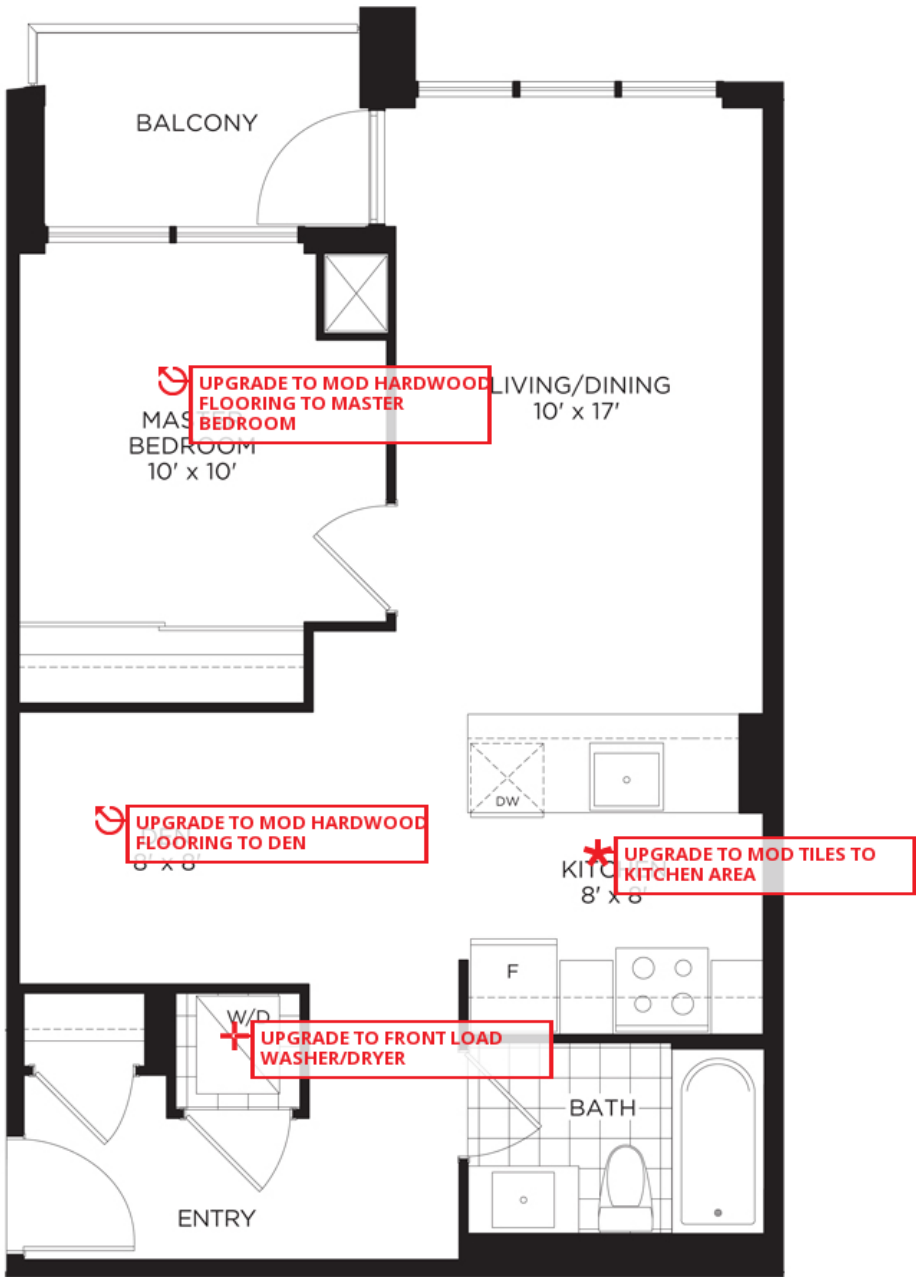 BALCONY
UPGRADE TO MOD HARDWOOD
FLOORING TO MASTER
BEDROOM
MASTER
BEDROOM
10' x 10'
LIVING/DINING
10' x 17'
DW
UPGRADE TO MOD HARDWOOD
FLOORING TO DEN
DEN
8' x 8'
UPGRADE TO MOD TILES TO
KITCHEN AREA
KITCHEN
8' x 8'
F
W/D
UPGRADE TO FRONT LOAD
WASHER/DRYER
BATH
ENTRY